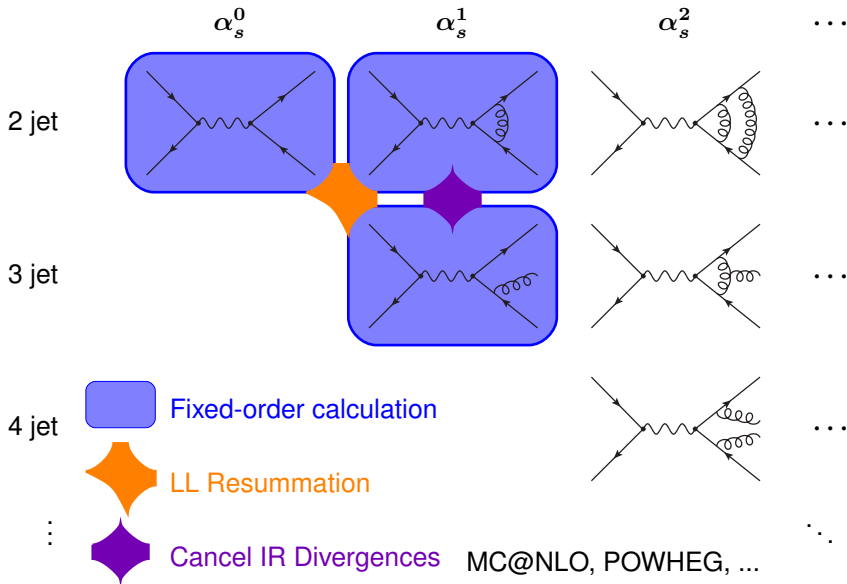 α_s^0 α_s^1 α_s^2 ⋯
2 jet ⋯
3 jet ⋯
Fixed-order calculation
4 jet ⋯
LL Resummation
⋮ ⋱
Cancel IR Divergences MC@NLO, POWHEG, ...